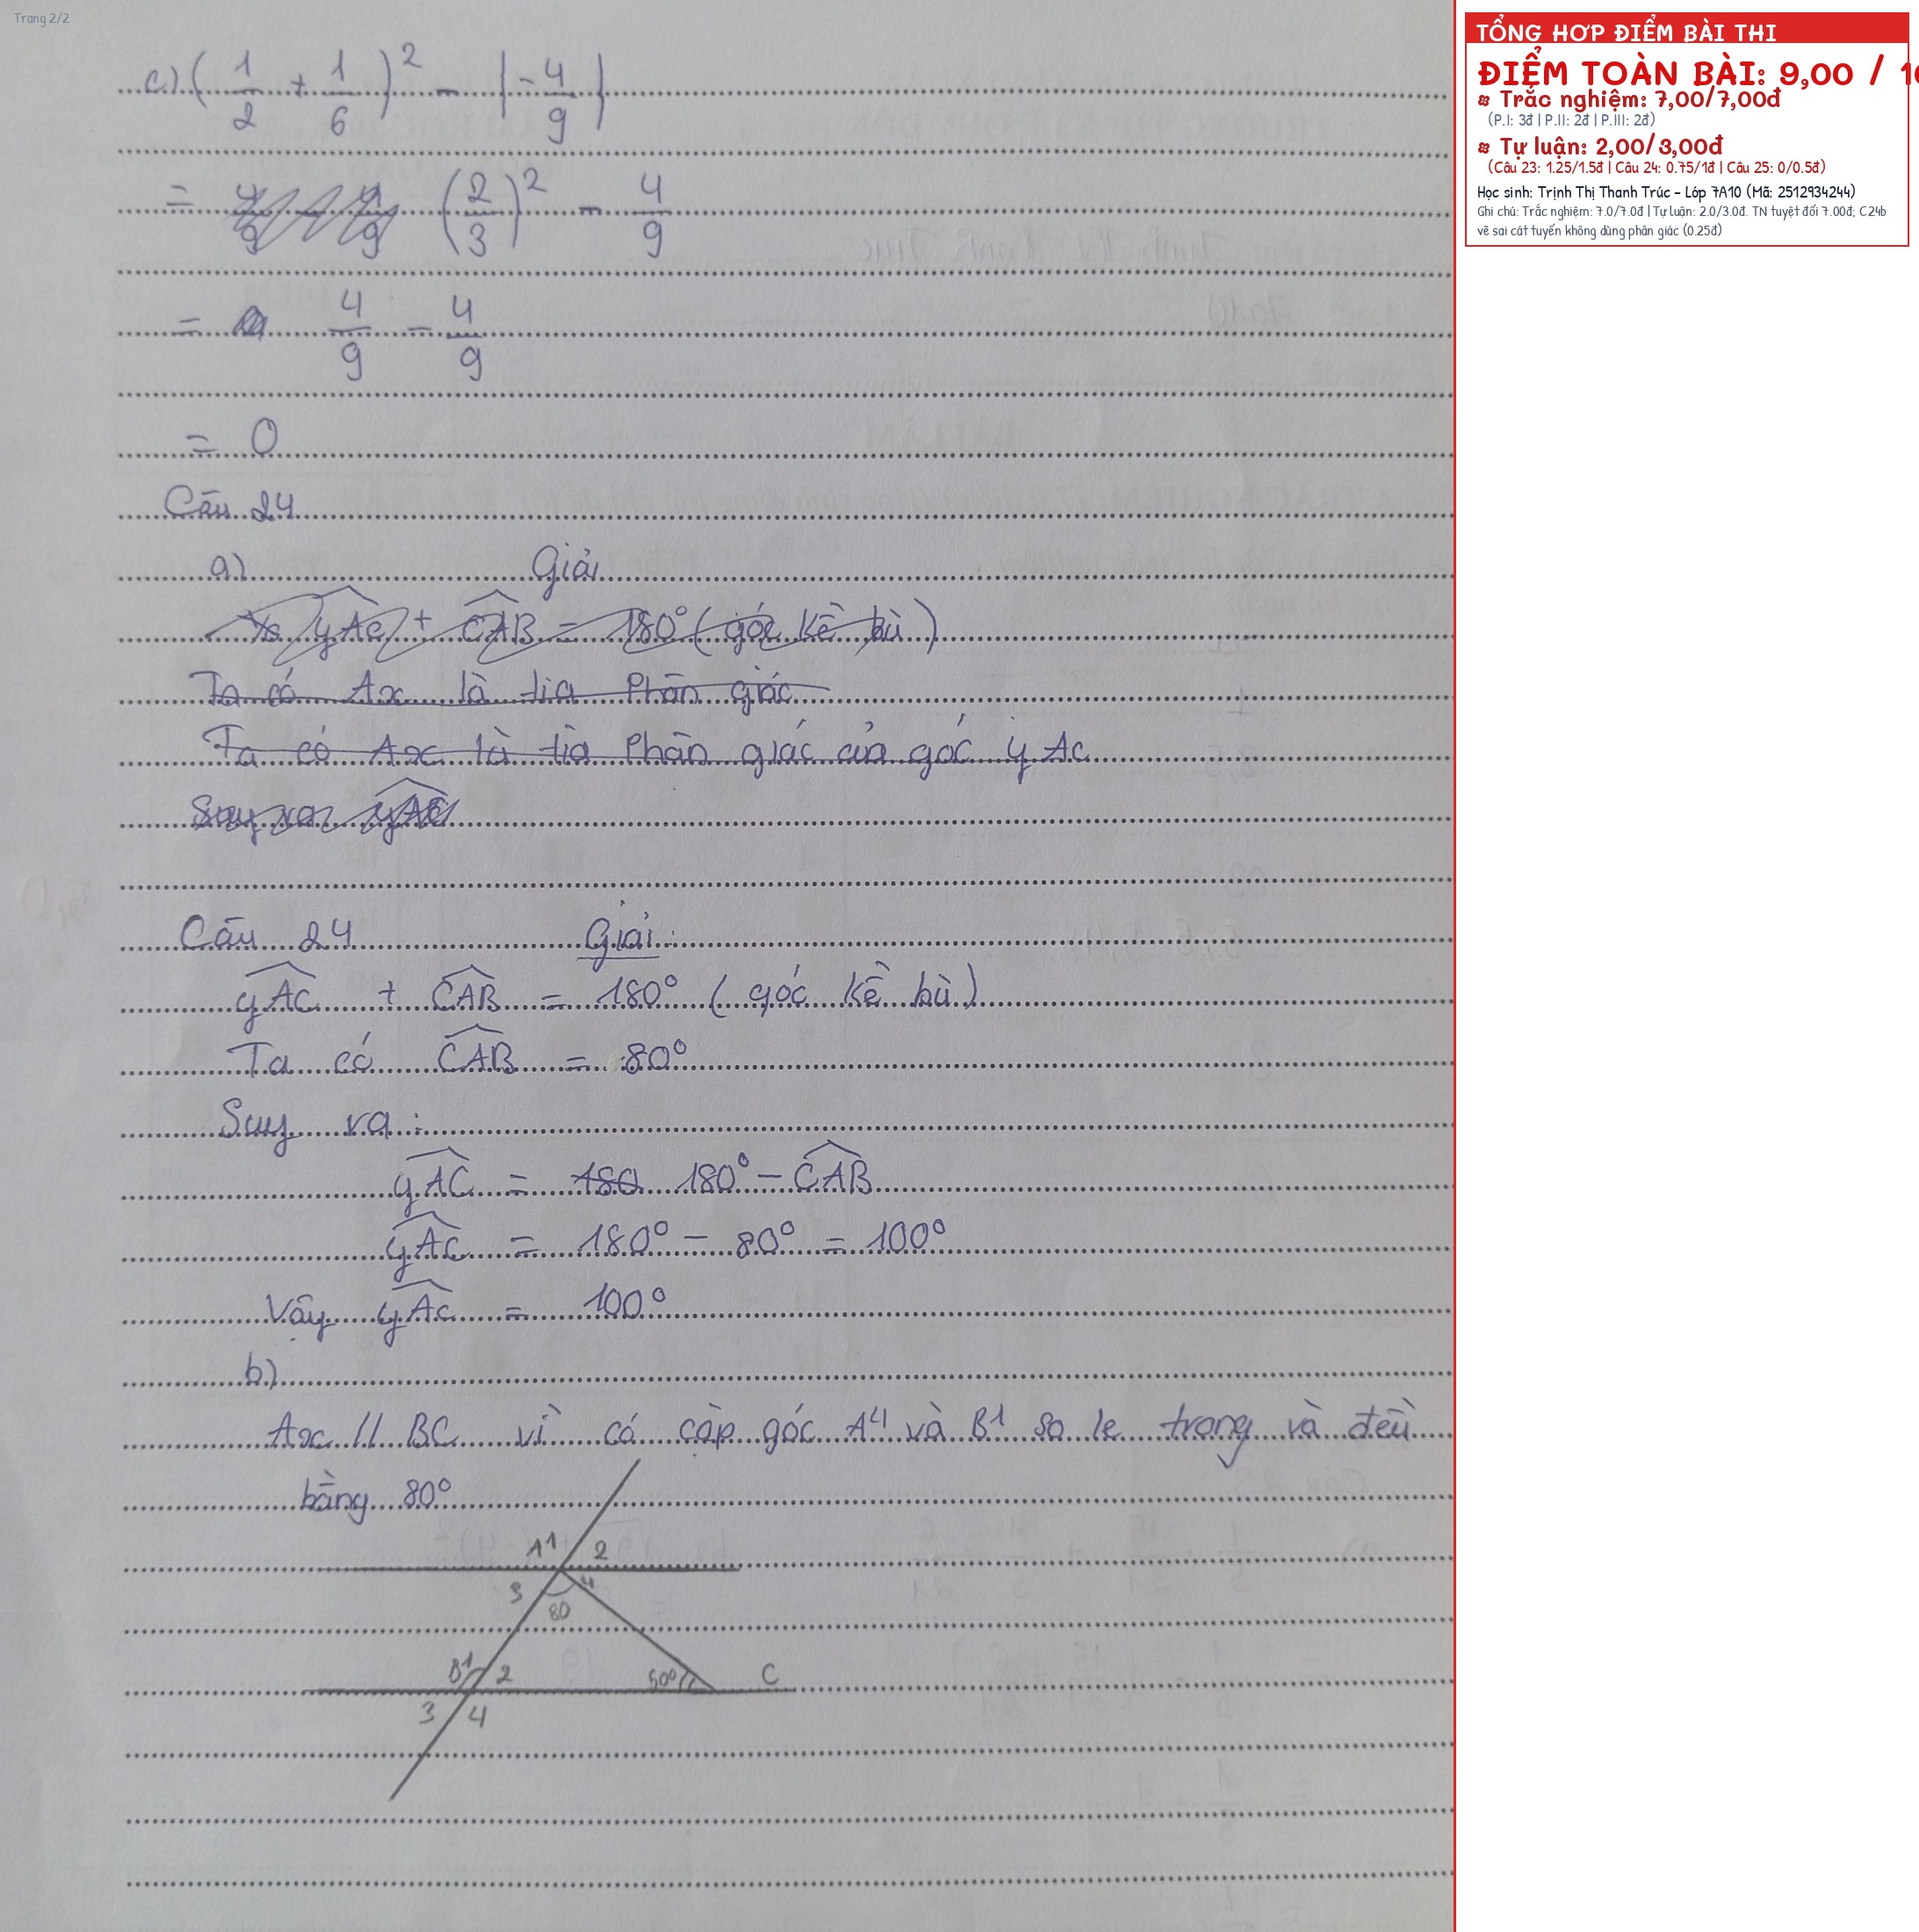 Trang 2/2
c) ( 1/2 + 1/6 )² - | -4/9 |
= (2/3)² - 4/9
= 4/9 - 4/9
= 0
Câu 24
a) Giải
yAc + CAB = 180° ( góc kề bù )
Ta có Ax là tia Phân giác
Ta có Ax là tia Phân giác của góc yAc
Suy ra yAC
Câu 24 Giải :
yAC + CAB = 180° ( góc kề bù )
Ta có CAB = 80°
Suy ra :
yAC = 180 180° - CAB
yAC = 180° - 80° = 100°
Vậy yAC = 100°
b)
Ax // BC vì có cặp góc A4 và B1 so le trong và đều
bằng 80°
A1 2
3 4
80
B1 2 50° C
3 4
TỔNG HỢP ĐIỂM BÀI THI
ĐIỂM TOÀN BÀI: 9,00 / 10
Trắc nghiệm: 7,00/7,00đ
(P.I: 3đ | P.II: 2đ | P.III: 2đ)
Tự luận: 2,00/3,00đ
(Câu 23: 1.25/1.5đ | Câu 24: 0.75/1đ | Câu 25: 0/0.5đ)
Học sinh: Trịnh Thị Thanh Trúc - Lớp 7A10 (Mã: 2512934244)
Ghi chú: Trắc nghiệm: 7.0/7.0đ | Tự luận: 2.0/3.0đ. TN tuyệt đối 7.00đ; C24b
vẽ sai cát tuyến không dùng phân giác (0.25đ)